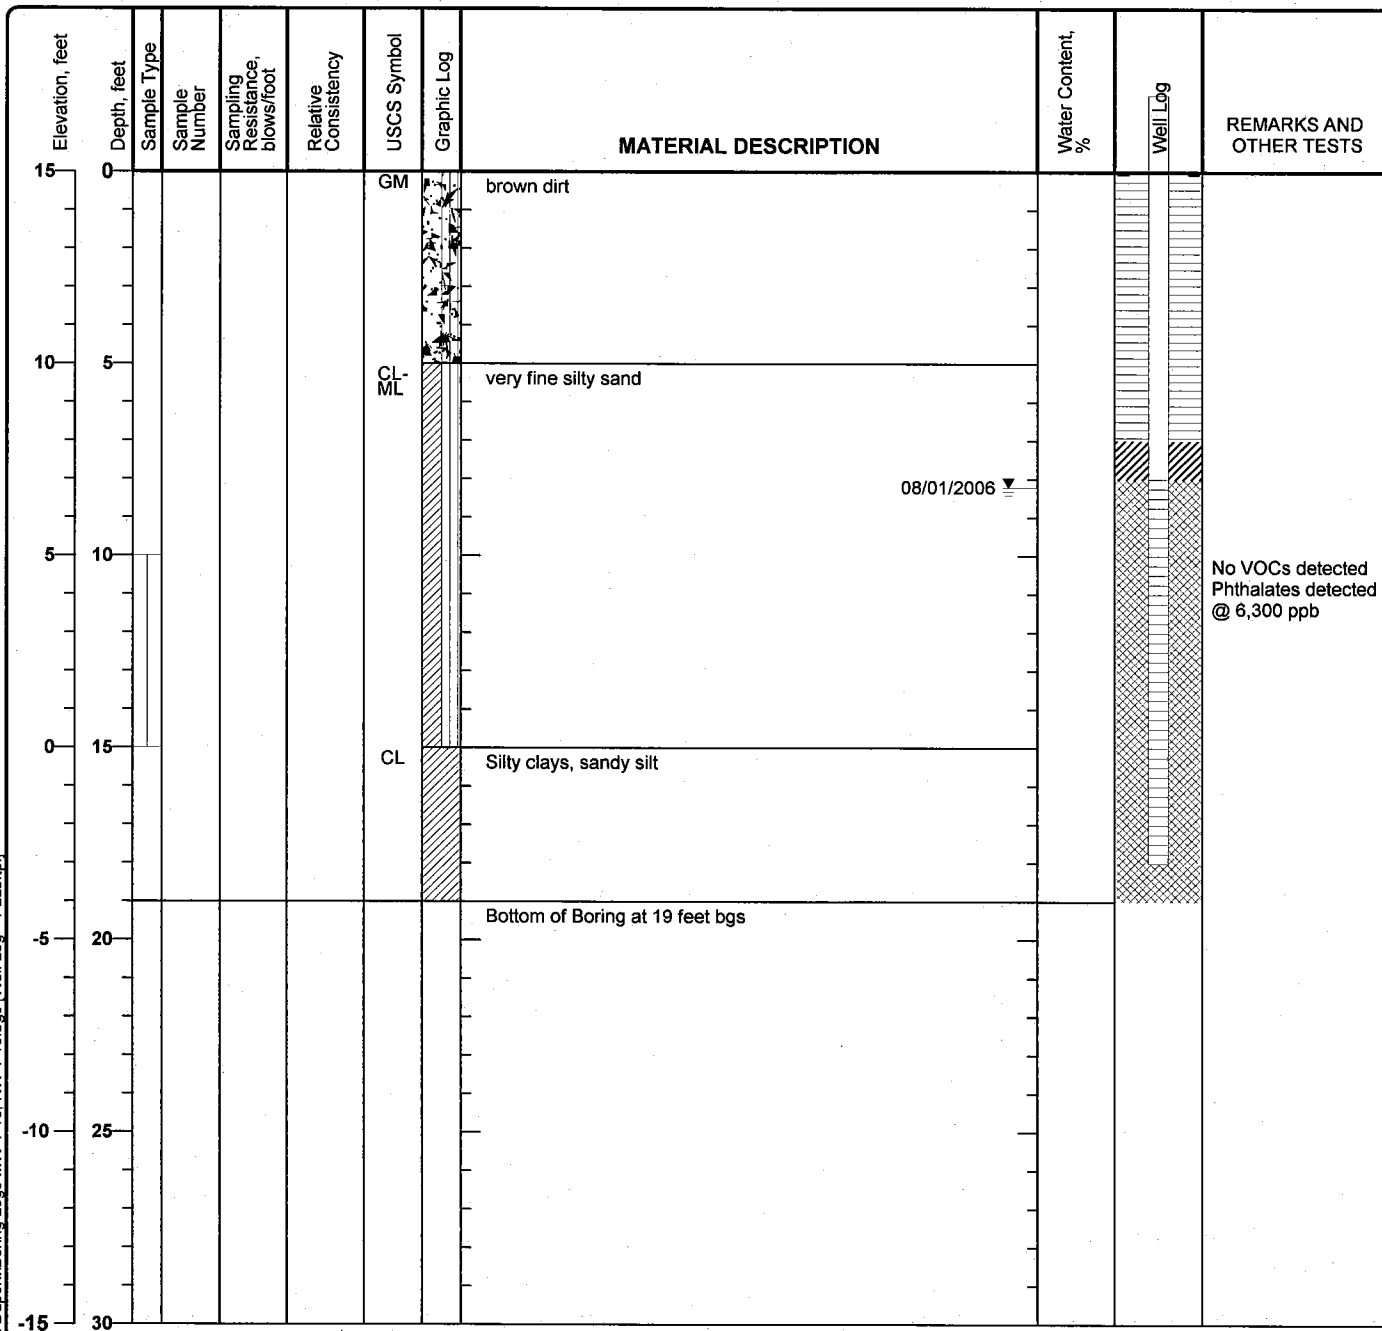 Elevation, feet
Depth, feet
Sample Type
Sample
Number
Sampling
Resistance,
blows/foot
Relative
Consistency
USCS Symbol
Graphic Log
MATERIAL DESCRIPTION
Water Content,
%
Well Log
REMARKS AND
OTHER TESTS
15 0
GM brown dirt
10 5
CL-
ML
very fine silty sand
08/01/2006
5 10
No VOCs detected
Phthalates detected
@ 6,300 ppb
0 15
CL Silty clays, sandy silt
Bottom of Boring at 19 feet bgs
-5 20
-10 25
-15 30